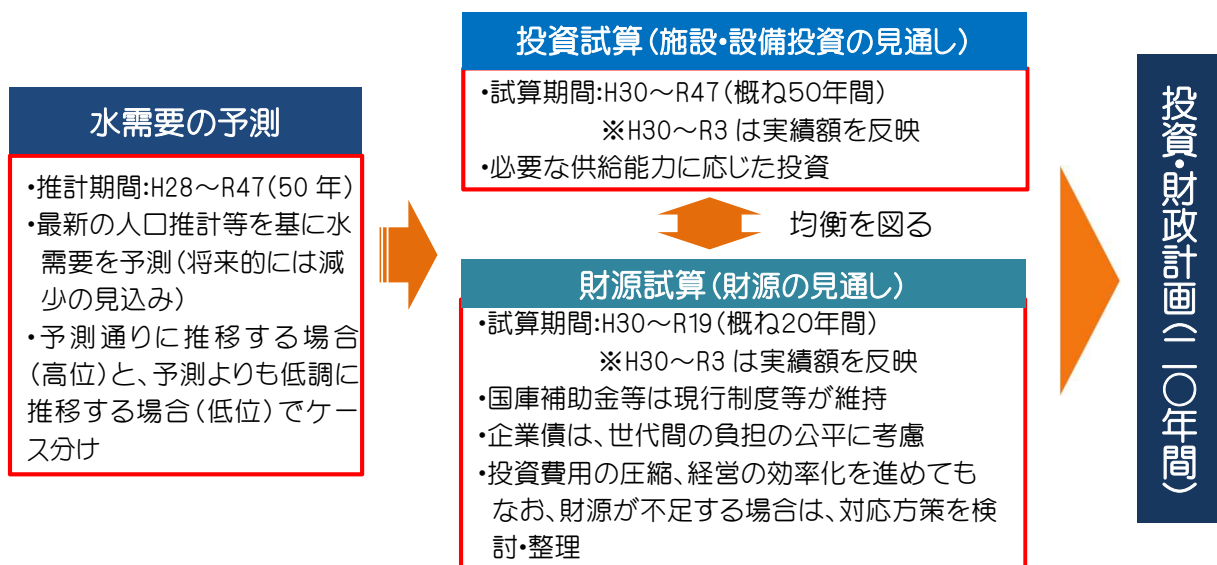 水需要の予測
・推計期間:H28～R47(50 年)
・最新の人口推計等を基に水
需要を予測(将来的には減
少の見込み)
・予測通りに推移する場合
(高位)と、予測よりも低調に
推移する場合(低位)でケー
ス分け
投資試算(施設・設備投資の見通し)
・試算期間:H30～R47(概ね50年間)
※H30～R3 は実績額を反映
・必要な供給能力に応じた投資
均衡を図る
財源試算(財源の見通し)
・試算期間:H30～R19(概ね20年間)
※H30～R3 は実績額を反映
・国庫補助金等は現行制度等が維持
・企業債は、世代間の負担の公平に考慮
・投資費用の圧縮、経営の効率化を進めても
なお、財源が不足する場合は、対応方策を検
討・整理
投資・財政計画(二〇年間)